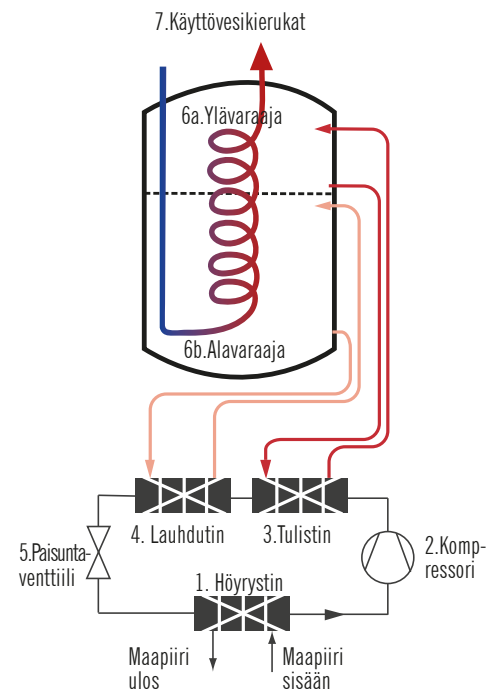 7.Käyttövesikierukat
6a.Ylävaraaja
6b.Alavaraaja
4. Lauhdutin
3.Tulistin
5.Paisunta-
venttiili
2.Komp-
ressori
1. Höyrystin
Maapiiri
ulos
Maapiiri
sisään